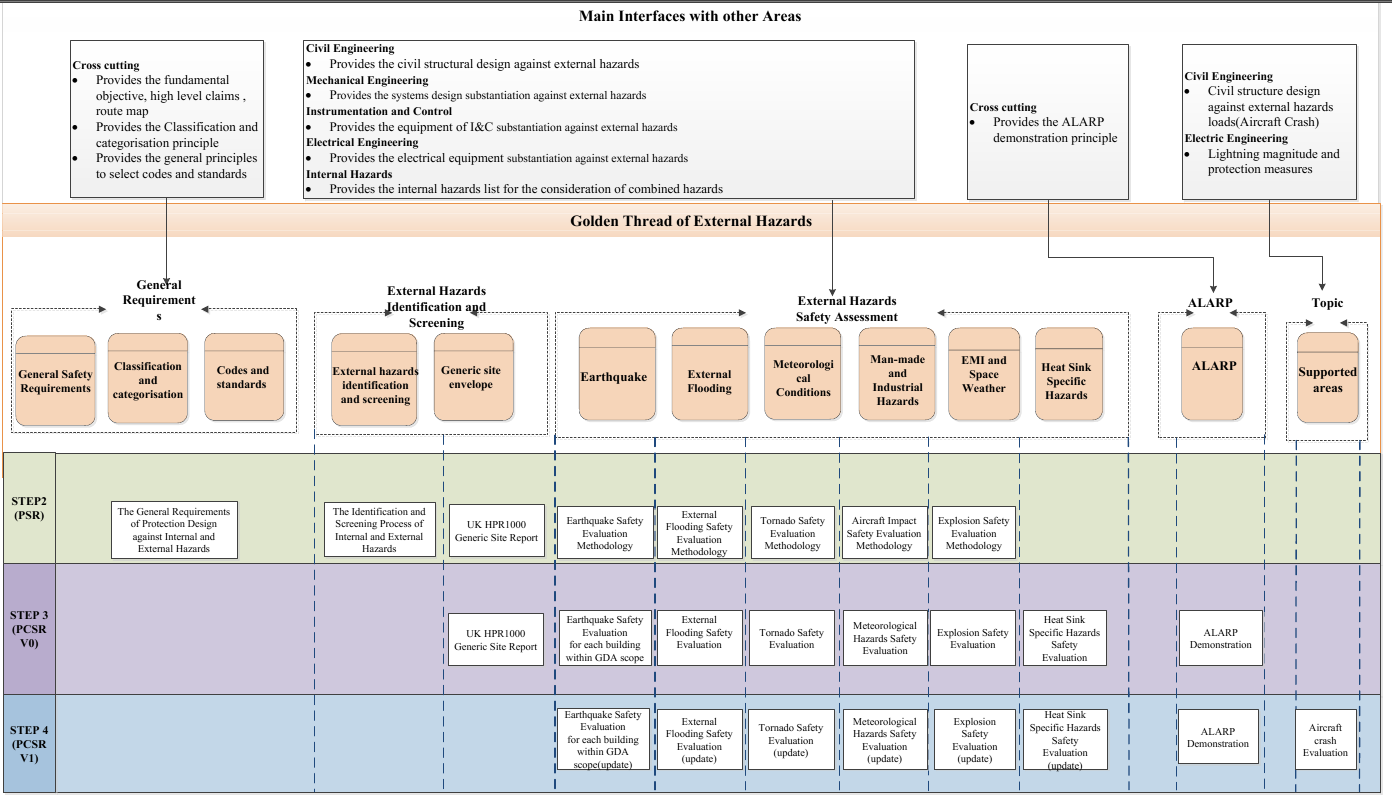 Main Interfaces with other Areas
Cross cutting
• Provides the fundamental
objective, high level claims ,
route map
• Provides the Classification and
categorisation principle
• Provides the general principles
to select codes and standards
Civil Engineering
• Provides the civil structural design against external hazards
Mechanical Engineering
• Provides the systems design substantiation against external hazards
Instrumentation and Control
• Provides the equipment of I&C substantiation against external hazards
Electrical Engineering
• Provides the electrical equipment substantiation against external hazards
Internal Hazards
• Provides the internal hazards list for the consideration of combined hazards
Cross cutting
• Provides the ALARP
demonstration principle
Civil Engineering
• Civil structure design
against external hazards
loads(Aircraft Crash)
Electric Engineering
• Lightning magnitude and
protection measures
Golden Thread of External Hazards
General
Requirement
s
External Hazards
Identification and
Screening
External Hazards
Safety Assessment
ALARP
Topic
General Safety
Requirements
Classification
and
categorisation
Codes and
standards
External hazards
identification
and screening
Generic site
envelope
Earthquake
External
Flooding
Meteorologi
cal
Conditions
Man-made
and
Industrial
Hazards
EMI and
Space
Weather
Heat Sink
Specific
Hazards
ALARP
Supported
areas
STEP2
(PSR)
The General Requirements
of Protection Design
against Internal and
External Hazards
The Identification and
Screening Process of
Internal and External
Hazards
UK HPR1000
Generic Site Report
Earthquake Safety
Evaluation
Methodology
External
Flooding Safety
Evaluation
Methodology
Tornado Safety
Evaluation
Methodology
Aircraft Impact
Safety Evaluation
Methodology
Explosion Safety
Evaluation
Methodology
STEP 3
(PCSR
V0)
UK HPR1000
Generic Site Report
Earthquake Safety
Evaluation
for each building
within GDA scope
External
Flooding Safety
Evaluation
Tornado Safety
Evaluation
Meteorological
Hazards Safety
Evaluation
Explosion Safety
Evaluation
Heat Sink
Specific Hazards
Safety
Evaluation
ALARP
Demonstration
STEP 4
(PCSR
V1)
Earthquake Safety
Evaluation
for each building
within GDA
scope(update)
External
Flooding Safety
Evaluation
(update)
Tornado Safety
Evaluation
(update)
Meteorological
Hazards Safety
Evaluation
(update)
Explosion
Safety
Evaluation
(update)
Heat Sink
Specific Hazards
Safety
Evaluation
(update)
ALARP
Demonstration
Aircraft
crash
Evaluation